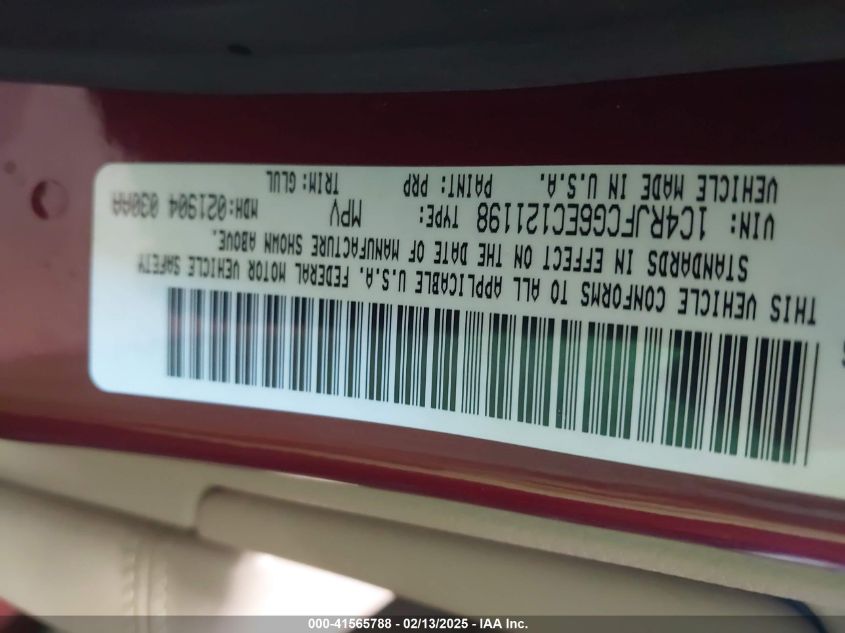 THIS VEHICLE CONFORMS TO ALL APPLICABLE U.S.A. FEDERAL MOTOR VEHICLE SAFETY
STANDARDS IN EFFECT ON THE DATE OF MANUFACTURE SHOWN ABOVE.
VIN: 1C4RJFCG6EC121198 TYPE: MPV MDH:021904 030AA
VEHICLE MADE IN U.S.A. PAINT: PRP TRIM:GLUL
000-41565788 - 02/13/2025 - IAA Inc.